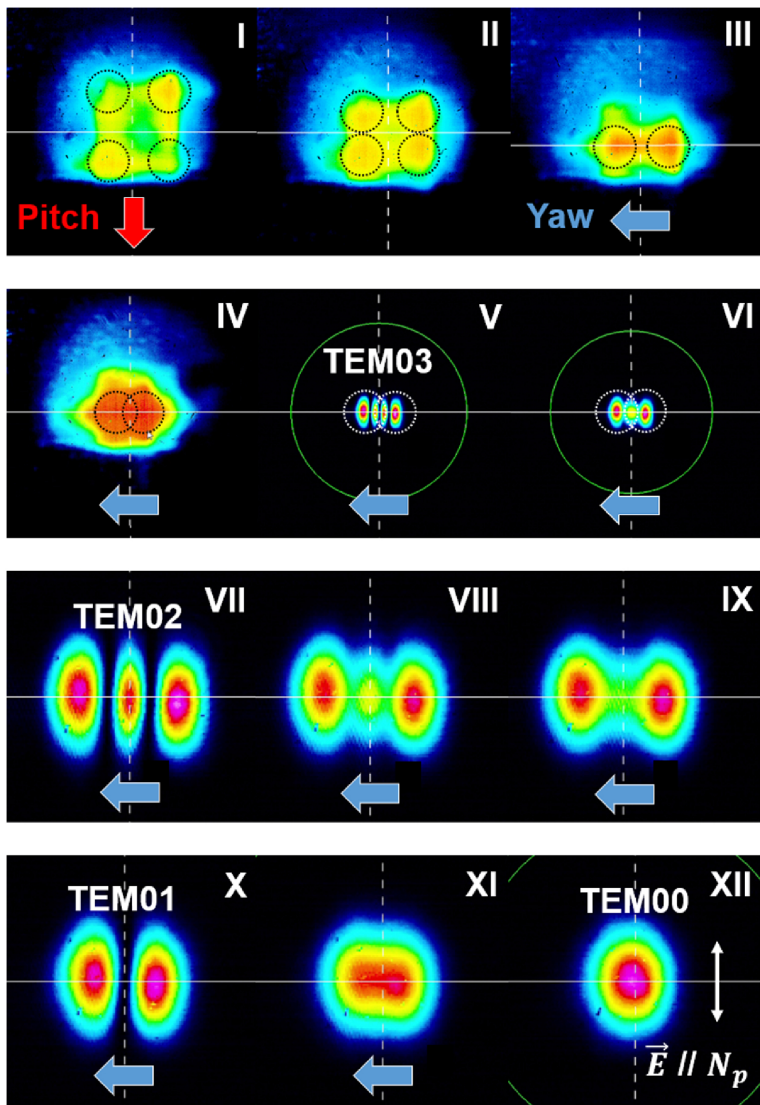 I
II
III
Pitch
Yaw
IV
V
VI
TEM03
VII
VIII
IX
TEM02
X
XI
XII
TEM01
TEM00
E⃗ // Nₚ